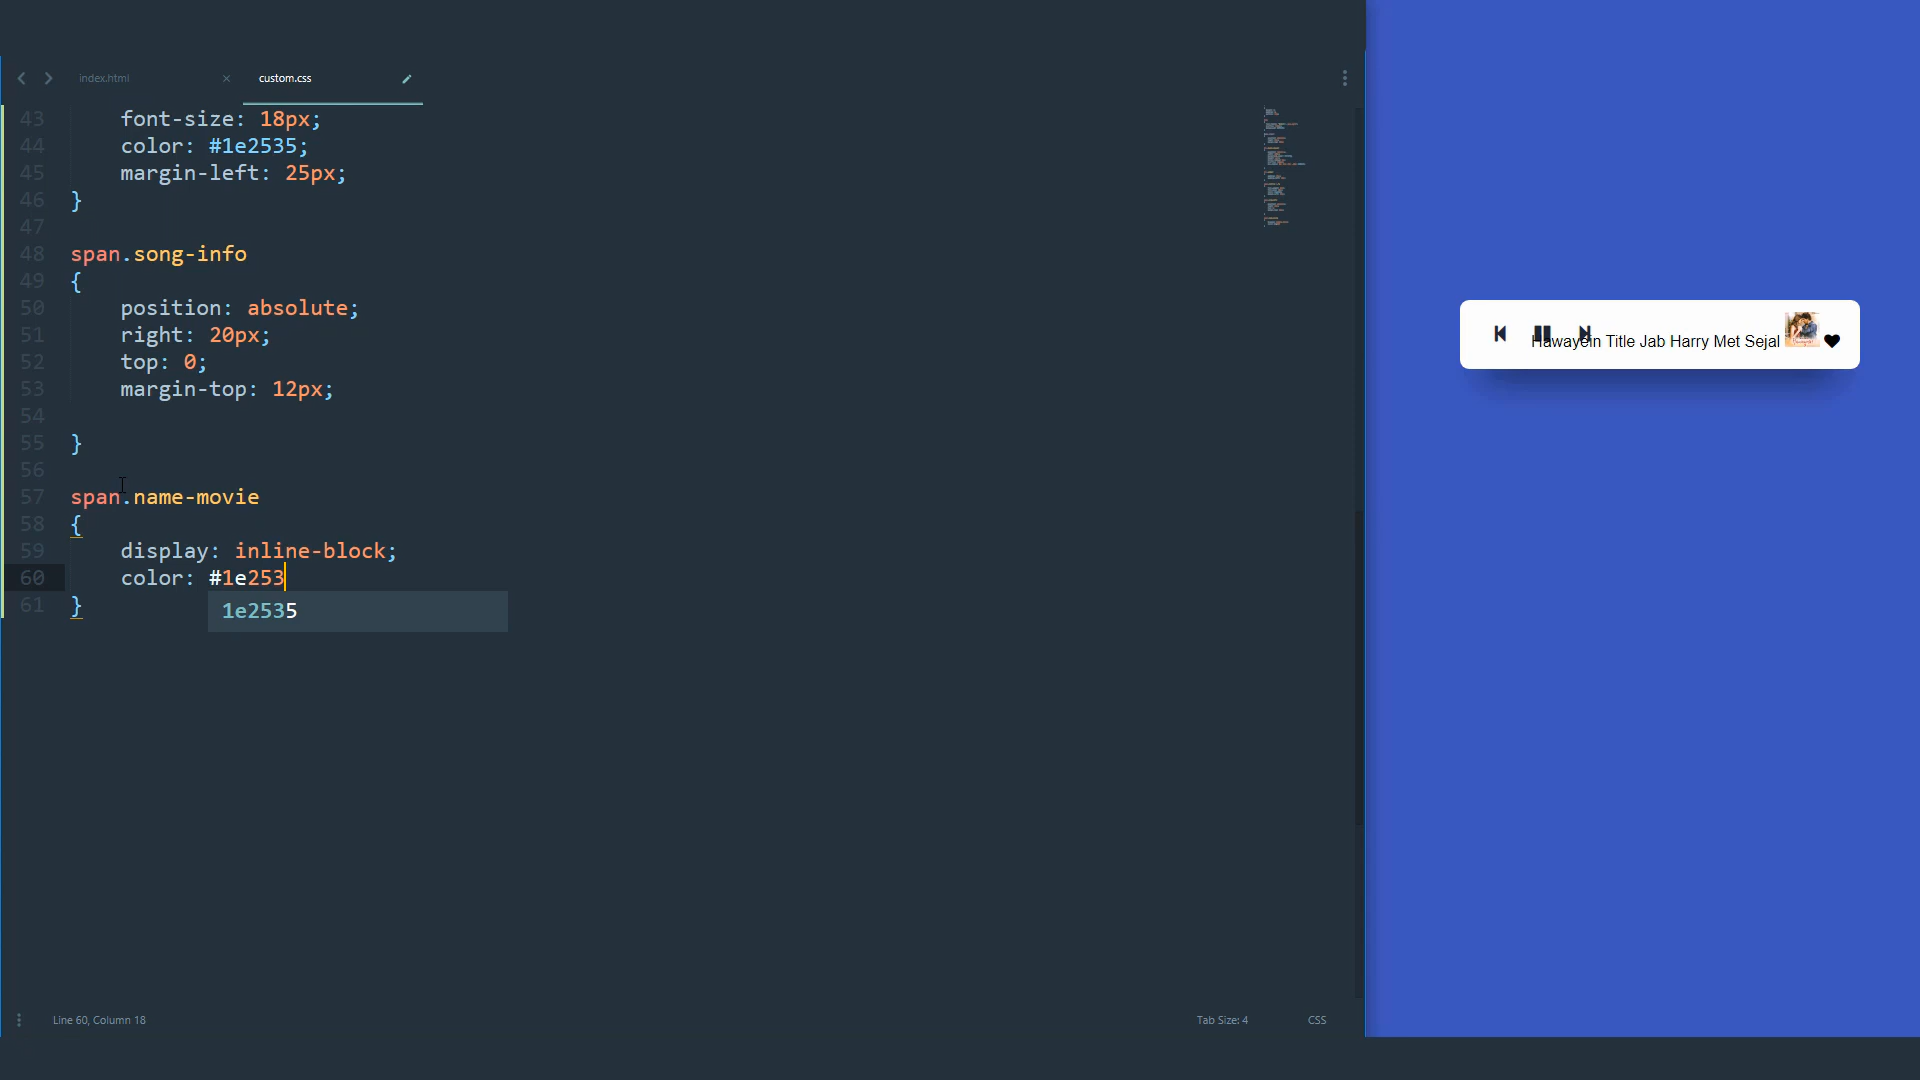 index.html
custom.css
43 font-size: 18px;
44 color: #1e2535;
45 margin-left: 25px;
46 }
47
48 span.song-info
49 {
50 position: absolute;
51 right: 20px;
52 top: 0;
53 margin-top: 12px;
54
55 }
56
57 span.name-movie
58 {
59 display: inline-block;
60 color: #1e253
61 }
1e2535
Hawayein Title Jab Harry Met Sejal
Line 60, Column 18
Tab Size: 4
CSS